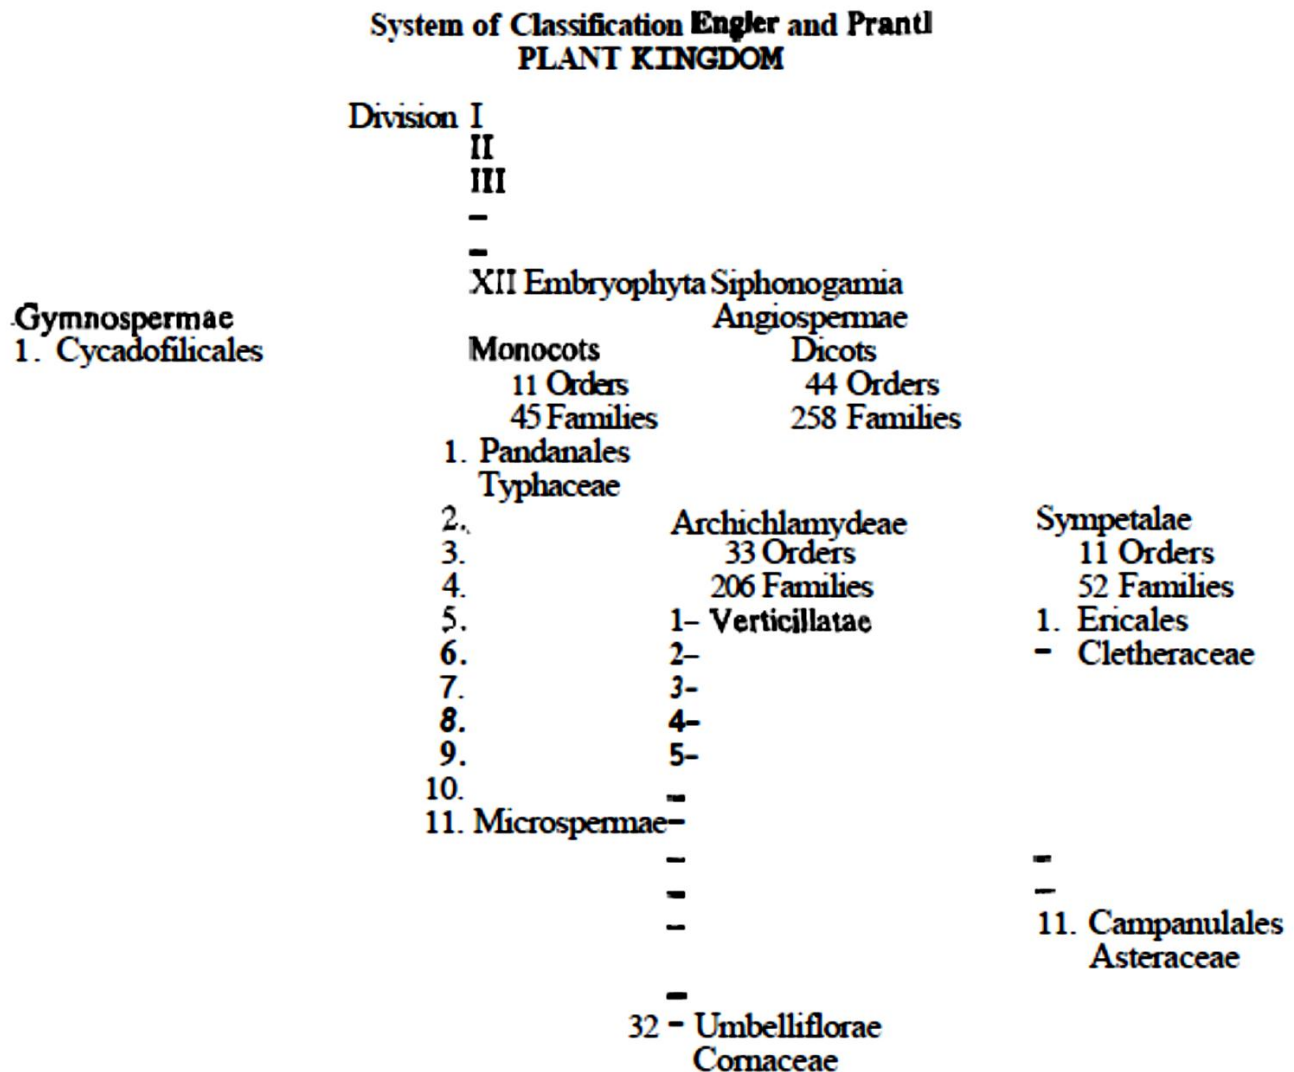 System of Classification Engler and Prantl
PLANT KINGDOM
Division I
II
III
-
-
XII Embryophyta Siphonogamia
Gymnospermae Angiospermae
1. Cycadofilicales Monocots Dicots
11 Orders 44 Orders
45 Families 258 Families
1. Pandanales
Typhaceae
2. Archichlamydeae Sympetalae
3. 33 Orders 11 Orders
4. 206 Families 52 Families
5. 1- Verticillatae 1. Ericales
6. 2- - Cletheraceae
7. 3-
8. 4-
9. 5-
10. -
11. Microspermae-
- -
- -
- 11. Campanulales
Asteraceae
-
32 - Umbelliflorae
Cornaceae